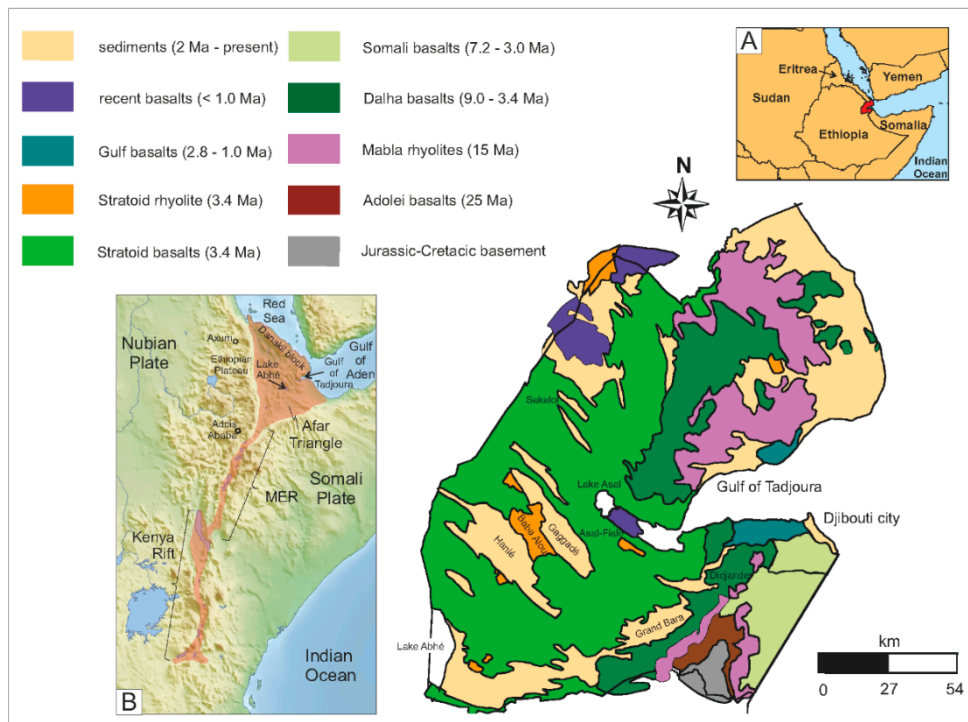 sediments (2 Ma - present)
recent basalts (< 1.0 Ma)
Gulf basalts (2.8 - 1.0 Ma)
Stratoid rhyolite (3.4 Ma)
Stratoid basalts (3.4 Ma)
Somali basalts (7.2 - 3.0 Ma)
Dalha basalts (9.0 - 3.4 Ma)
Mabla rhyolites (15 Ma)
Adolei basalts (25 Ma)
Jurassic-Cretacic basement
A
Eritrea
Yemen
Sudan
Ethiopia
Somalia
Indian
Ocean
N
Red
Sea
Nubian
Plate
Axum
Danakil block
Ethiopian
Plateau
Lake
Abhé
Gulf
of
Tadjoura
Gulf
of
Aden
Addis
Ababa
Afar
Triangle
Somali
Plate
MER
Kenya
Rift
Indian
Ocean
B
Sakalo
Lake Asal
Gulf of Tadjoura
Asal-Fialé
Djibouti city
Baba Alou
Gaggadé
Hanlé
Grand Bara
Lake Abhé
km
0 27 54